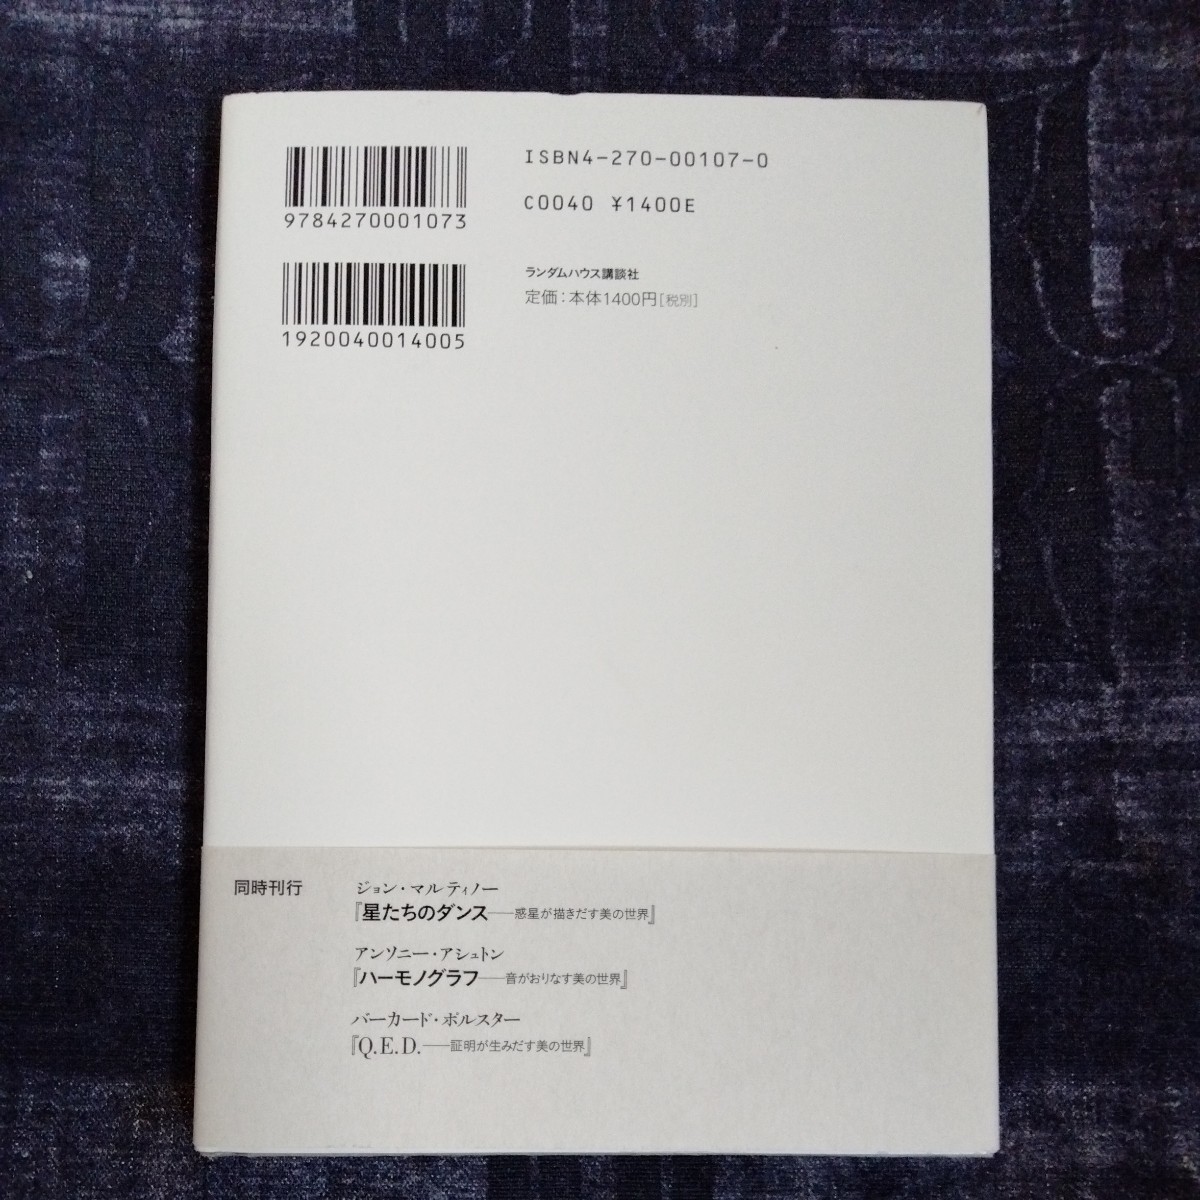 9784270001073
1920040014005
ISBN4-270-00107-0
C0040 ¥1400E
ランダムハウス講談社
定価：本体1400円[税別]
同時刊行
ジョン・マルティノー
『星たちのダンス──惑星が描きだす美の世界』
アンソニー・アシュトン
『ハーモノグラフ──音がおりなす美の世界』
バーカード・ポルスター
『Q.E.D.──証明が生みだす美の世界』